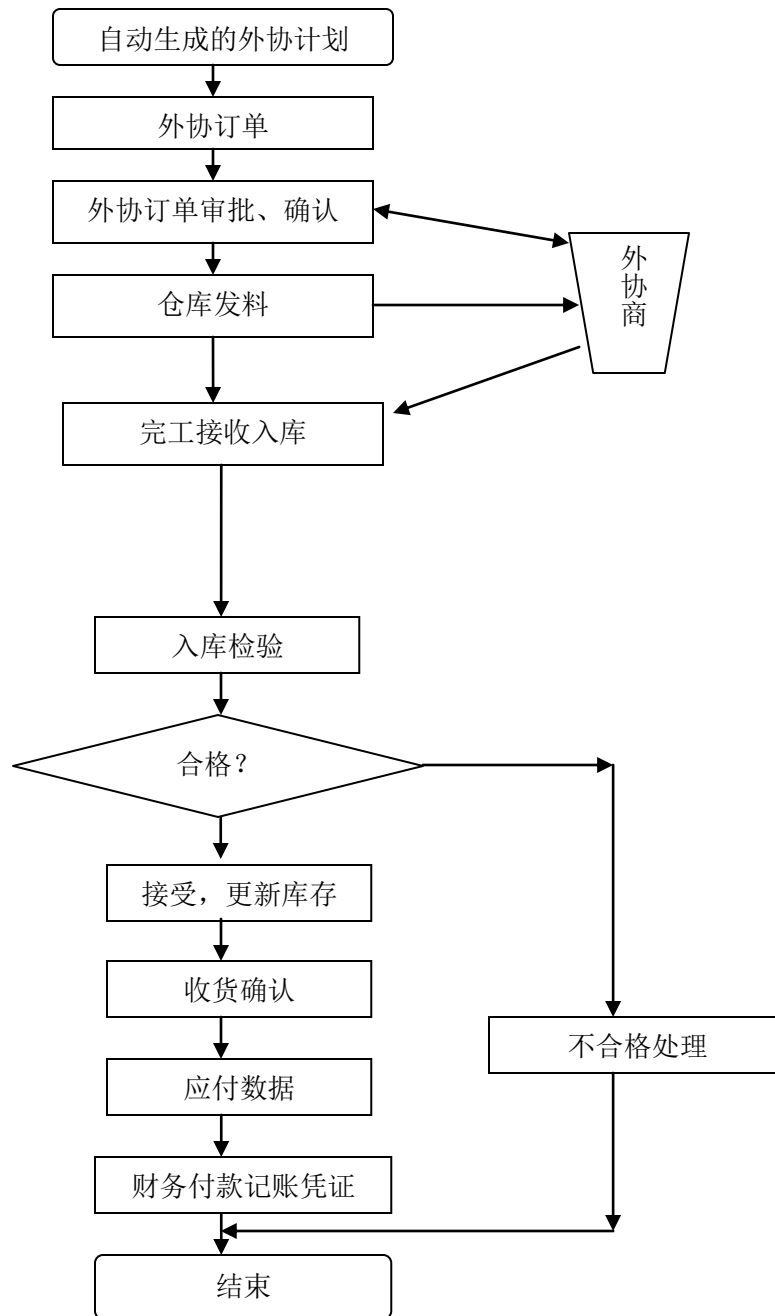 自动生成的外协计划
外协订单
外协订单审批、确认
外协商
仓库发料
完工接收入库
入库检验
合格？
接受，更新库存
收货确认
不合格处理
应付数据
财务付款记账凭证
结束